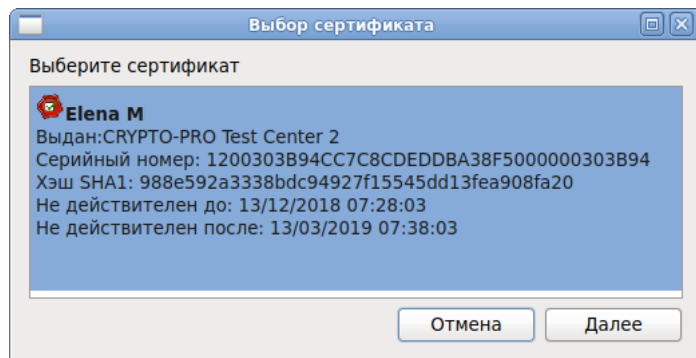 Выбор сертификата
Выберите сертификат
Elena M
Выдан:CRYPTO-PRO Test Center 2
Серийный номер: 1200303B94CC7C8CDEDDBA38F5000000303B94
Хэш SHA1: 988e592a3338bdc94927f15545dd13fea908fa20
Не действителен до: 13/12/2018 07:28:03
Не действителен после: 13/03/2019 07:38:03
Отмена Далее